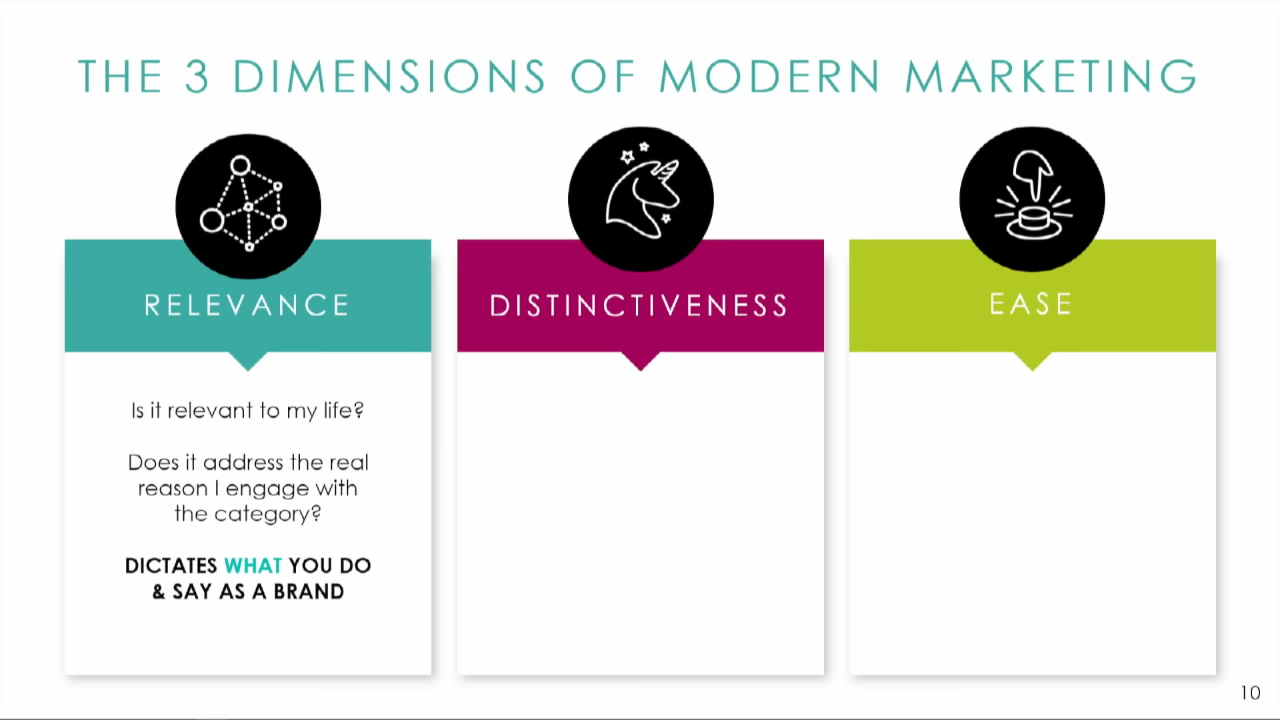 THE 3 DIMENSIONS OF MODERN MARKETING
RELEVANCE
Is it relevant to my life?
Does it address the real
reason I engage with
the category?
DICTATES WHAT YOU DO
& SAY AS A BRAND
DISTINCTIVENESS
EASE
10